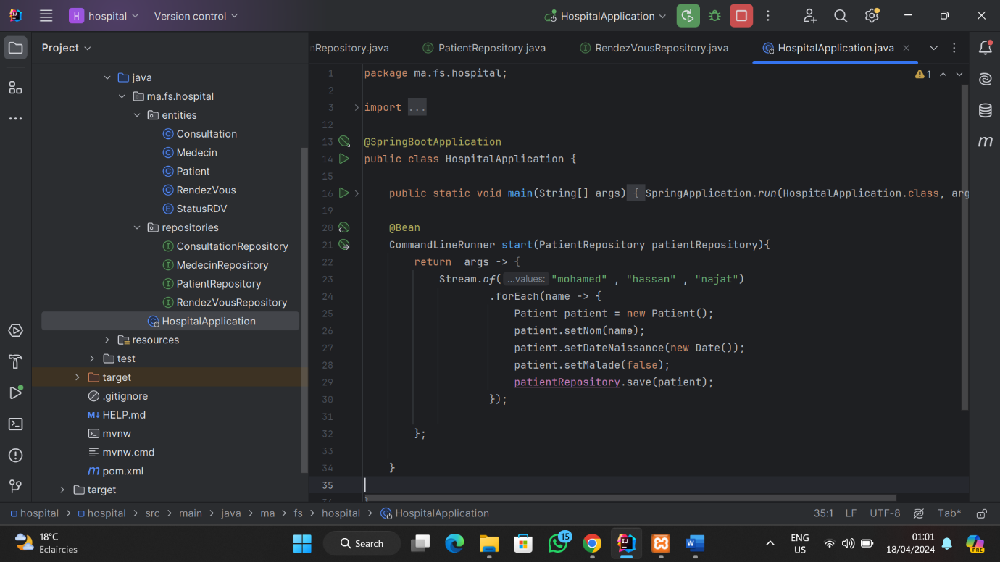 H hospital Version control HospitalApplication
Project
nRepository.java PatientRepository.java RendezVousRepository.java HospitalApplication.java
java
ma.fs.hospital
entities
Consultation
Medecin
Patient
RendezVous
StatusRDV
repositories
ConsultationRepository
MedecinRepository
PatientRepository
RendezVousRepository
HospitalApplication
resources
test
target
.gitignore
HELP.md
mvnw
mvnw.cmd
pom.xml
target
1 package ma.fs.hospital; 1
2
3 import ...
12
13 @SpringBootApplication
14 public class HospitalApplication {
15
16 public static void main(String[] args) { SpringApplication.run(HospitalApplication.class, arg
19
20 @Bean
21 CommandLineRunner start(PatientRepository patientRepository){
22 return args -> {
23 Stream.of( ...values: "mohamed" , "hassan" , "najat")
24 .forEach(name -> {
25 Patient patient = new Patient();
26 patient.setNom(name);
27 patient.setDateNaissance(new Date());
28 patient.setMalade(false);
29 patientRepository.save(patient);
30 });
31
32 };
33
34 }
35
hospital > hospital > src > main > java > ma > fs > hospital > HospitalApplication 35:1 LF UTF-8 Tab*
18°C
Eclaircies
Search
15
ENG
US
01:01
18/04/2024
PRE